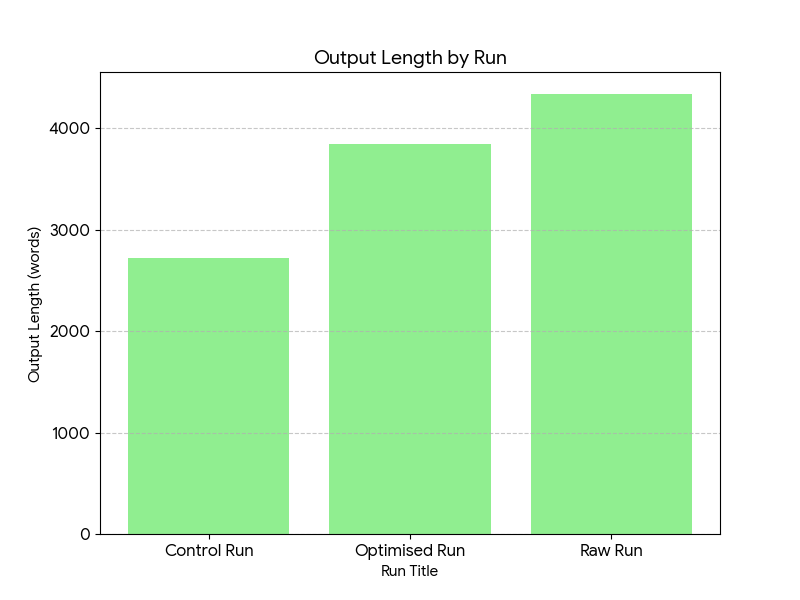 Output Length by Run
Output Length (words)
4000
3000
2000
1000
0
Control Run
Optimised Run
Raw Run
Run Title